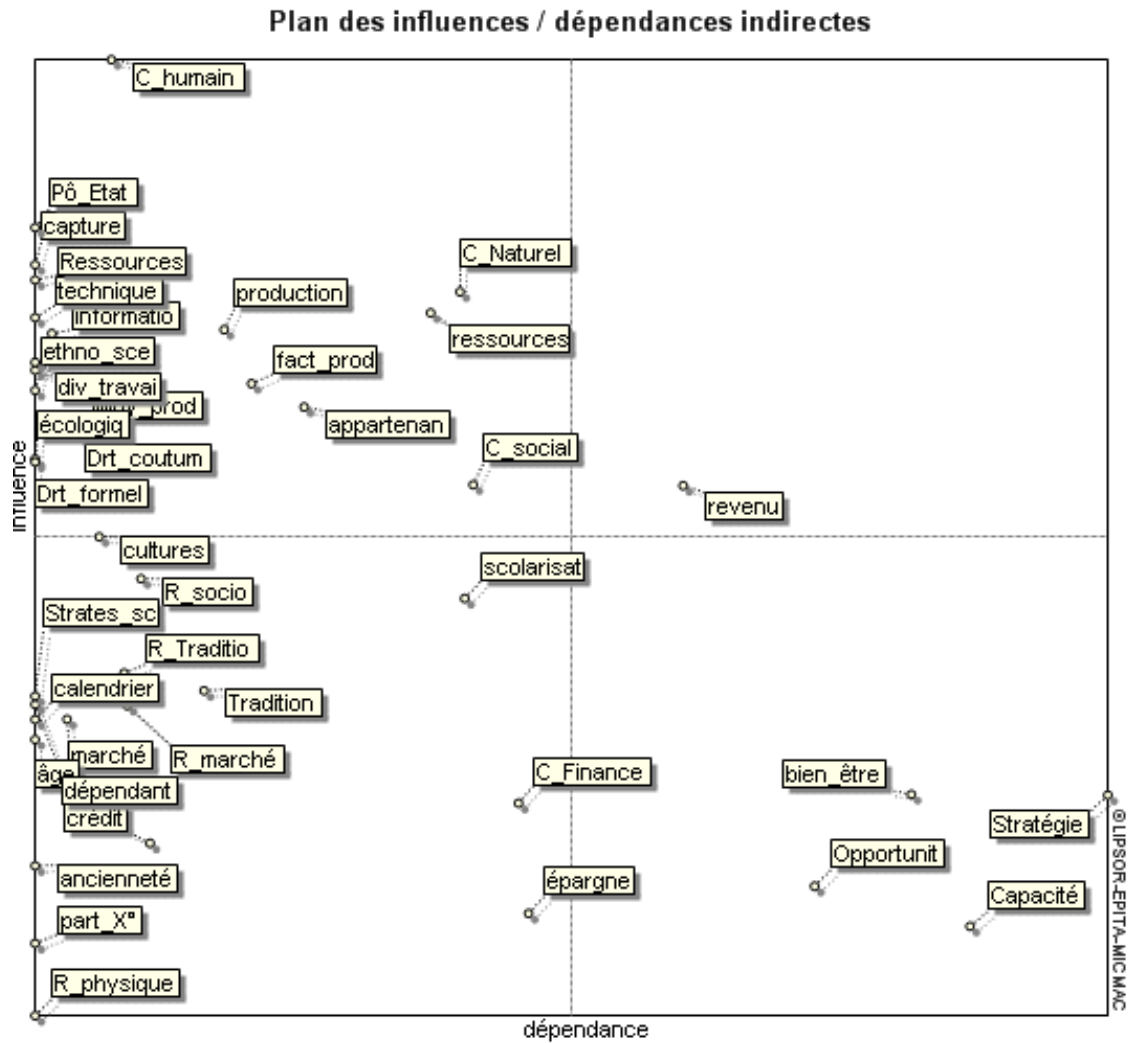 Plan des influences / dépendances indirectes
C_humain
Pô_Etat
capture
C_Naturel
Ressources
technique
production
informatio
ressources
ethno_sce
fact_prod
div_travai
_prod
écologiq
appartenan
Drt_coutum
C_social
influence
Drt_formel
revenu
cultures
scolarisat
R_socio
Strates_sc
R_Traditio
calendrier
Tradition
marché
R_marché
âge
C_Finance
bien_être
dépendant
crédit
Stratégie
Opportunit
ancienneté
épargne
Capacité
part_X°
R_physique
dépendance
© LIPSOR-EPITA-MICMAC